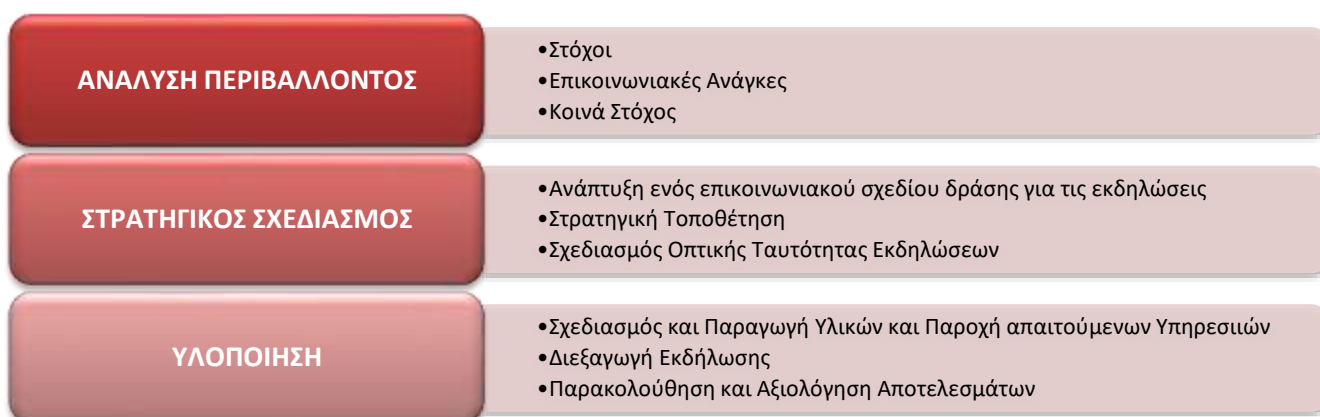 ΑΝΑΛΥΣΗ ΠΕΡΙΒΑΛΛΟΝΤΟΣ
•Στόχοι
•Επικοινωνιακές Ανάγκες
•Κοινά Στόχος
ΣΤΡΑΤΗΓΙΚΟΣ ΣΧΕΔΙΑΣΜΟΣ
•Ανάπτυξη ενός επικοινωνιακού σχεδίου δράσης για τις εκδηλώσεις
•Στρατηγική Τοποθέτηση
•Σχεδιασμός Οπτικής Ταυτότητας Εκδηλώσεων
ΥΛΟΠΟΙΗΣΗ
•Σχεδιασμός και Παραγωγή Υλικών και Παροχή απαιτούμενων Υπηρεσιιών
•Διεξαγωγή Εκδήλωσης
•Παρακολούθηση και Αξιολόγηση Αποτελεσμάτων